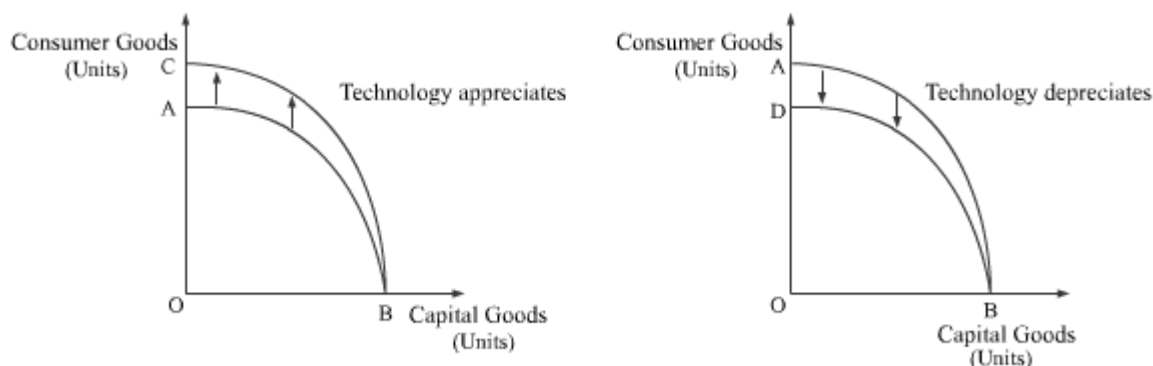 Consumer Goods
(Units)
C
A
Technology appreciates
O
B
Capital Goods
(Units)
Consumer Goods
(Units)
A
D
Technology depreciates
O
B
Capital Goods
(Units)